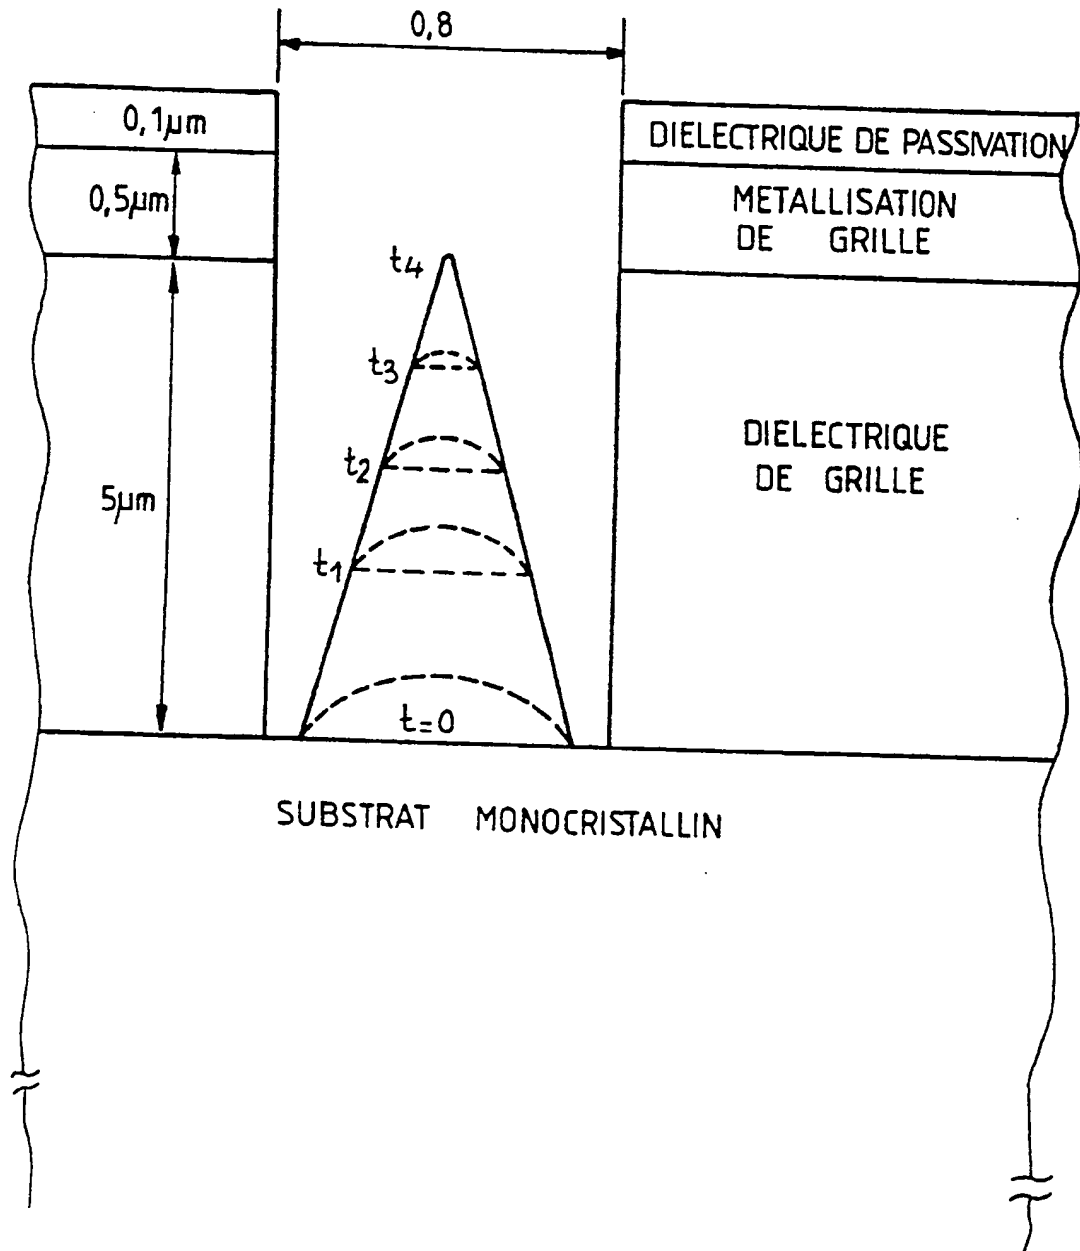 0,8
0,1µm
DIELECTRIQUE DE PASSIVATION
0,5µm
METALLISATION
DE GRILLE
t4
t3
DIELECTRIQUE
DE GRILLE
t2
5µm
t1
t=0
SUBSTRAT MONOCRISTALLIN